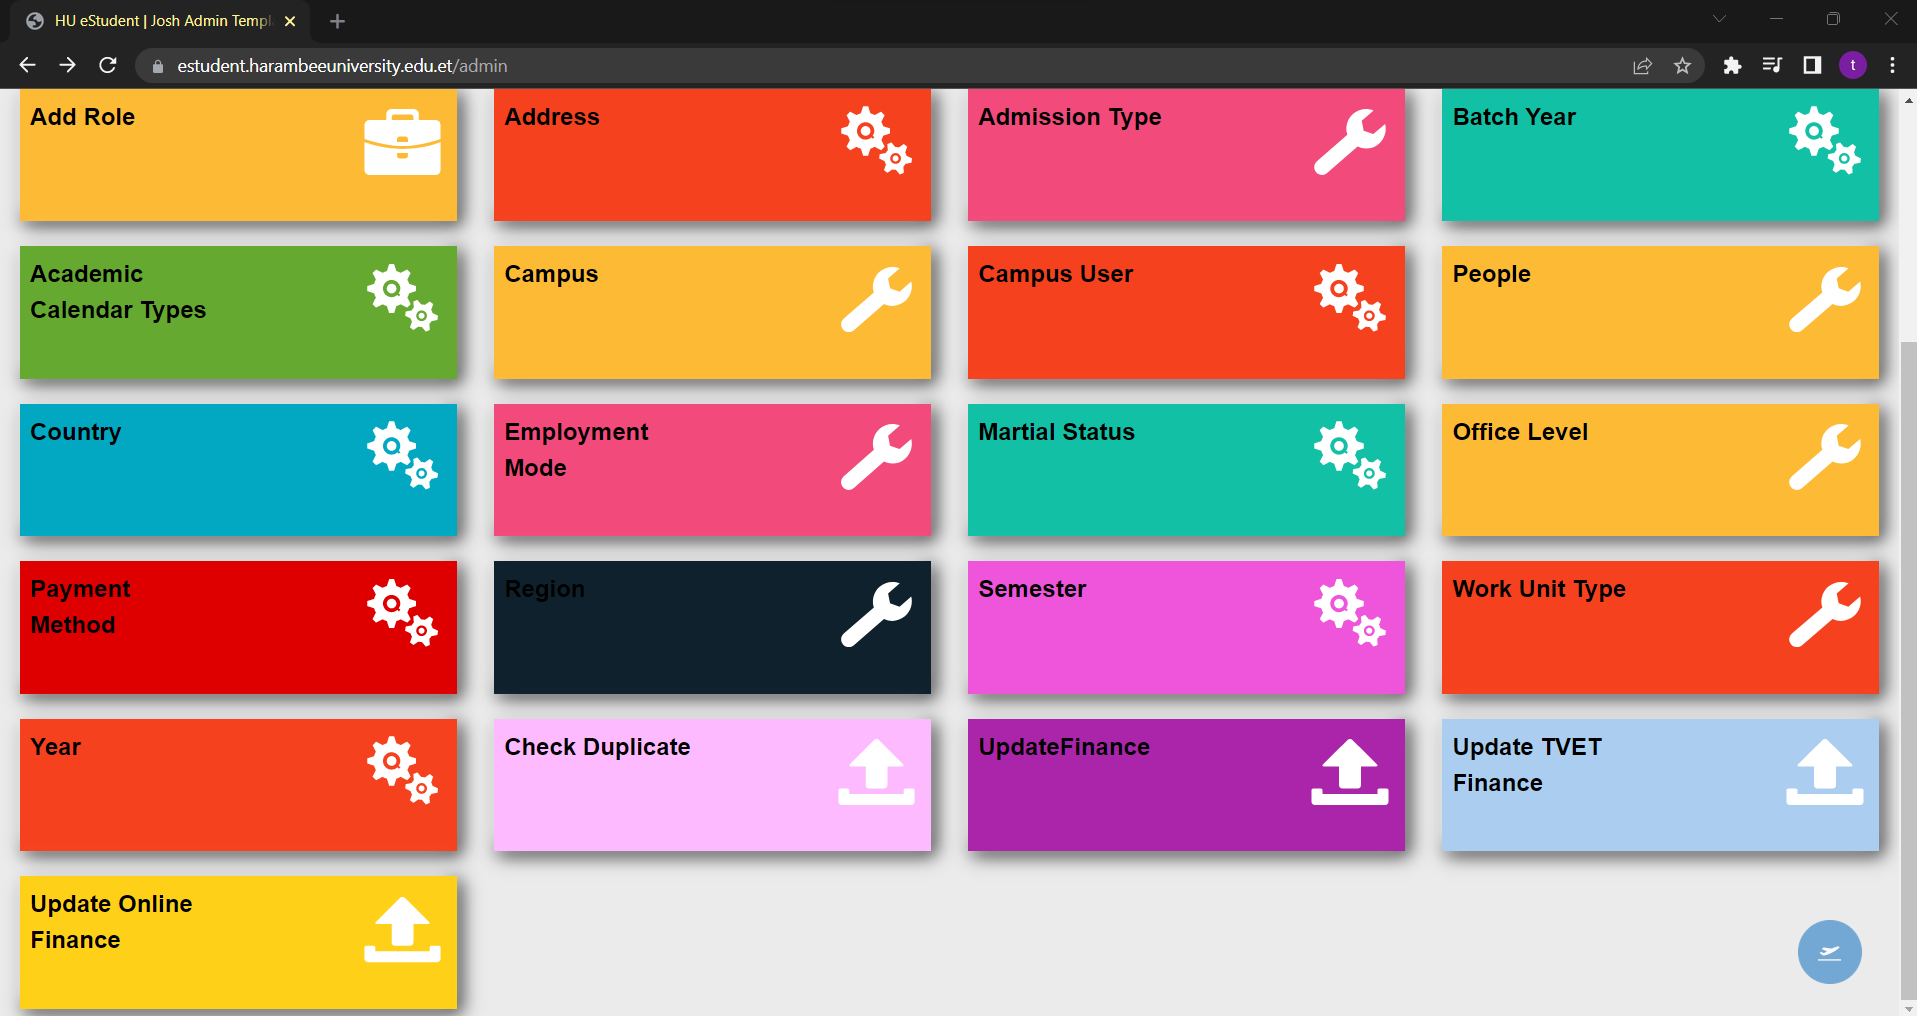 HU eStudent | Josh Admin Templ
estudent.harambeeuniversity.edu.et/admin
t
Add Role
Address
Admission Type
Batch Year
Academic
Calendar Types
Campus
Campus User
People
Country
Employment
Mode
Martial Status
Office Level
Payment
Method
Region
Semester
Work Unit Type
Year
Check Duplicate
UpdateFinance
Update TVET
Finance
Update Online
Finance